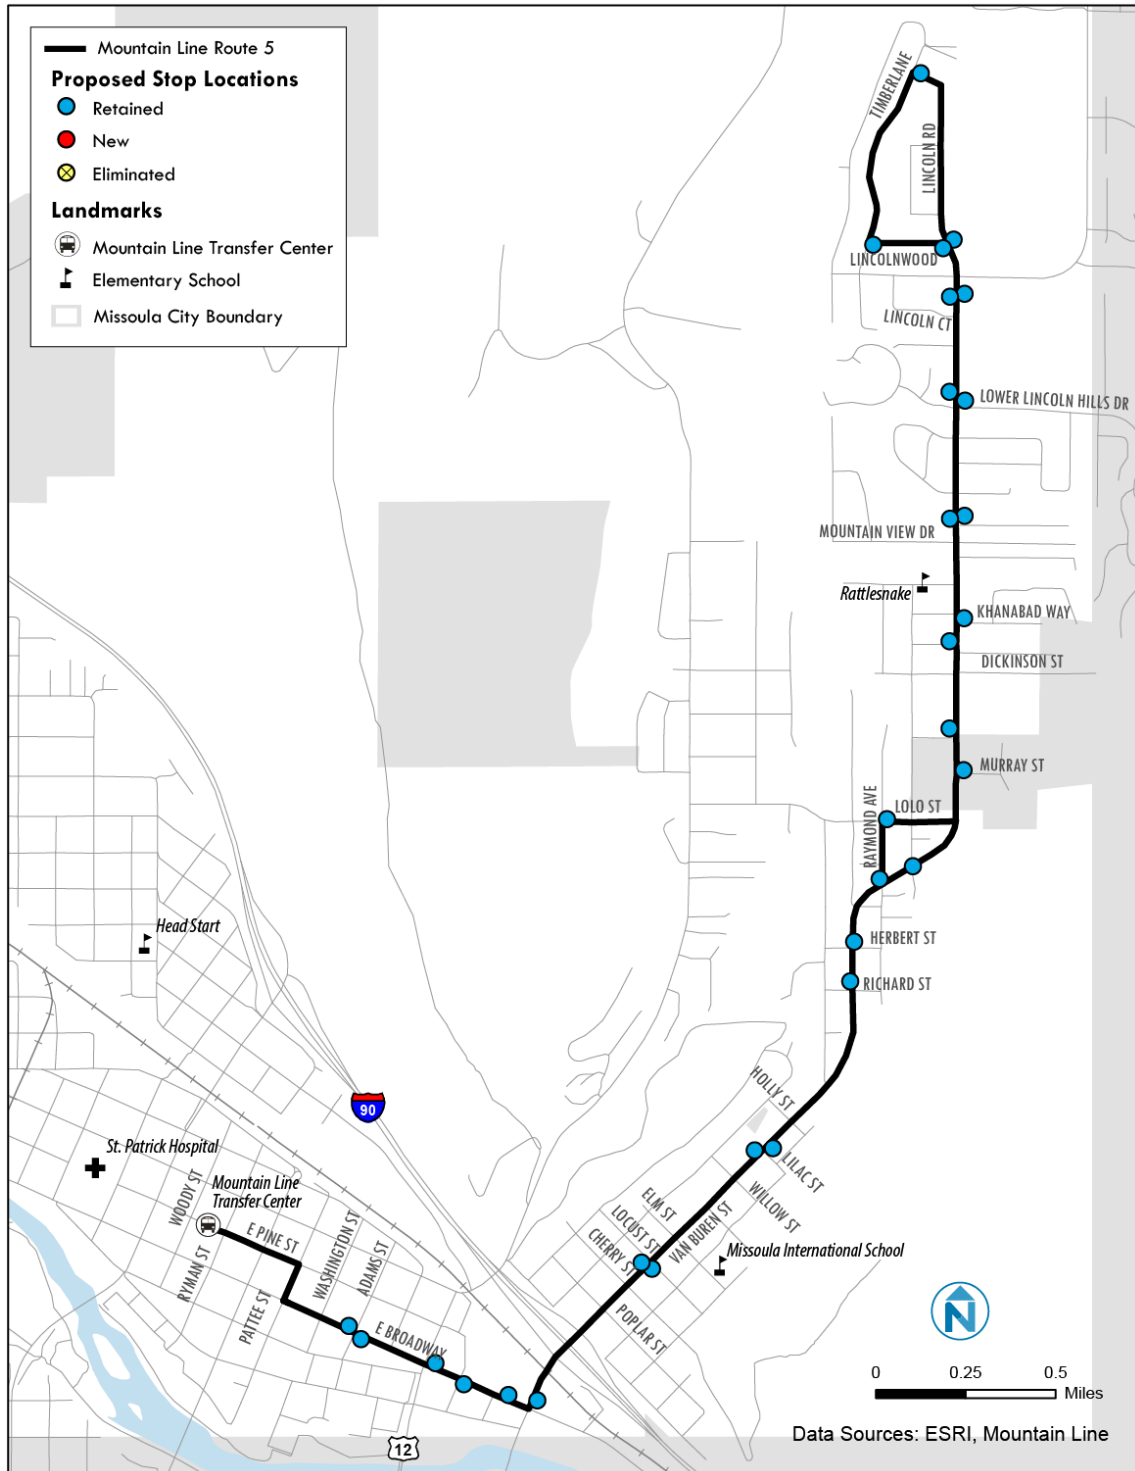 Mountain Line Route 5
Proposed Stop Locations
Retained
New
Eliminated
Landmarks
Mountain Line Transfer Center
Elementary School
Missoula City Boundary
TIMBERLANE
LINCOLN RD
LINCOLNWOOD
LINCOLN CT
LOWER LINCOLN HILLS DR
MOUNTAIN VIEW DR
Rattlesnake
KHANABAD WAY
DICKINSON ST
MURRAY ST
LOLO ST
RAYMOND AVE
Head Start
HERBERT ST
RICHARD ST
HOLLY ST
90
St. Patrick Hospital
LILAC ST
WILLOW ST
WOODY ST
Mountain Line
Transfer Center
ELM ST
LOCUST ST
CHERRY ST
VAN BUREN ST
Missoula International School
E PINE ST
WASHINGTON ST
ADAMS ST
RYMAN ST
PATTEE ST
E BROADWAY
POPLAR ST
N
0 0.25 0.5
Miles
12
Data Sources: ESRI, Mountain Line